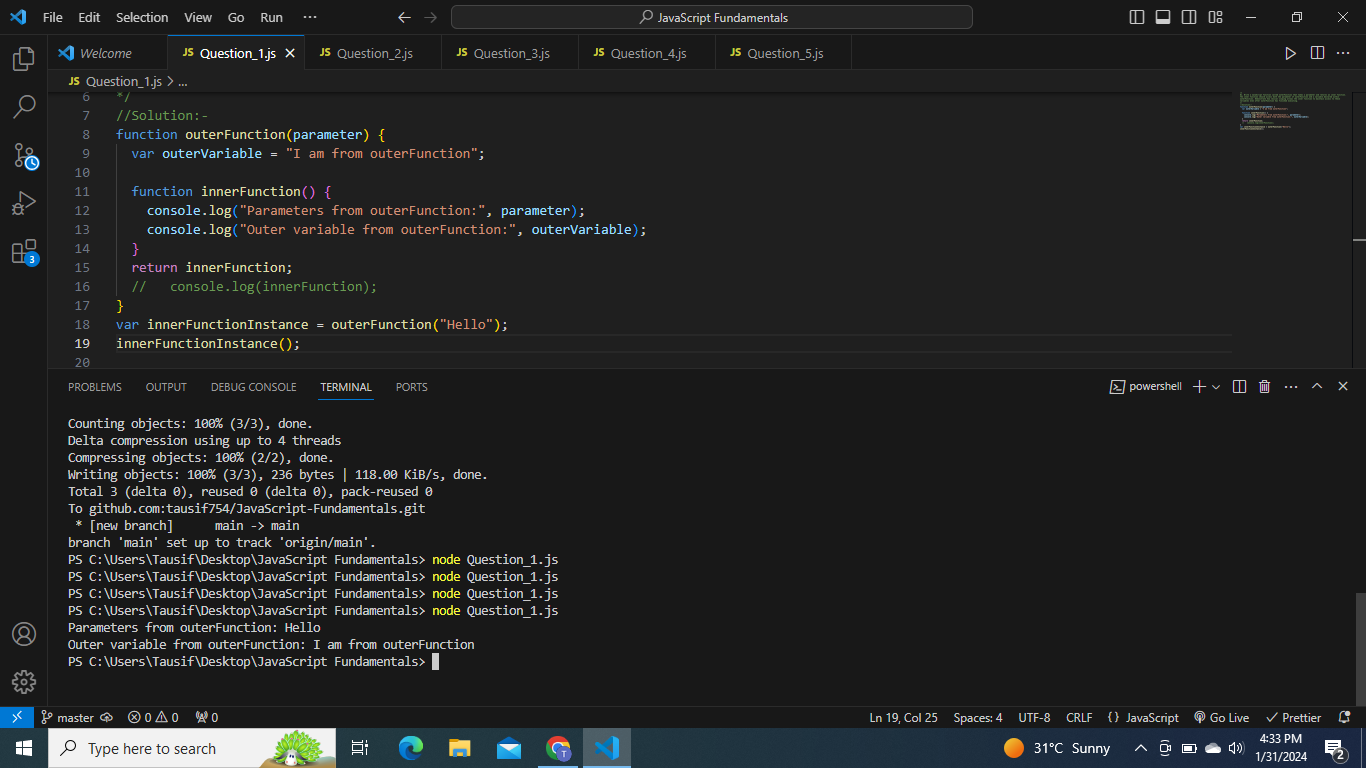 File Edit Selection View Go Run ···
JavaScript Fundamentals
Welcome
JS Question_1.js
JS Question_2.js
JS Question_3.js
JS Question_4.js
JS Question_5.js
JS Question_1.js > ...
6 */
7 //Solution:-
8 function outerFunction(parameter) {
9 var outerVariable = "I am from outerFunction";
10
11 function innerFunction() {
12 console.log("Parameters from outerFunction:", parameter);
13 console.log("Outer variable from outerFunction:", outerVariable);
14 }
15 return innerFunction;
16 //   console.log(innerFunction);
17 }
18 var innerFunctionInstance = outerFunction("Hello");
19 innerFunctionInstance();
20
3
PROBLEMS OUTPUT DEBUG CONSOLE TERMINAL PORTS
powershell
Counting objects: 100% (3/3), done.
Delta compression using up to 4 threads
Compressing objects: 100% (2/2), done.
Writing objects: 100% (3/3), 236 bytes | 118.00 KiB/s, done.
Total 3 (delta 0), reused 0 (delta 0), pack-reused 0
To github.com:tausif754/JavaScript-Fundamentals.git
 * [new branch]      main -> main
branch 'main' set up to track 'origin/main'.
PS C:\Users\Tausif\Desktop\JavaScript Fundamentals> node Question_1.js
PS C:\Users\Tausif\Desktop\JavaScript Fundamentals> node Question_1.js
PS C:\Users\Tausif\Desktop\JavaScript Fundamentals> node Question_1.js
PS C:\Users\Tausif\Desktop\JavaScript Fundamentals> node Question_1.js
Parameters from outerFunction: Hello
Outer variable from outerFunction: I am from outerFunction
PS C:\Users\Tausif\Desktop\JavaScript Fundamentals>
master 0 0 0
Ln 19, Col 25 Spaces: 4 UTF-8 CRLF {} JavaScript Go Live Prettier
Type here to search
T
31°C Sunny
4:33 PM
1/31/2024
2